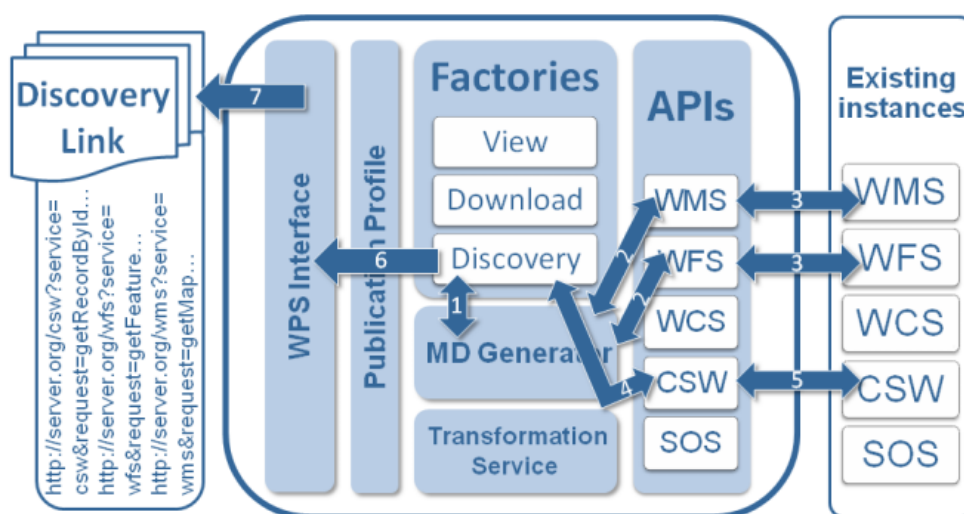 Discovery
Link
http://server.org/csw?service=
csw&request=getRecordById...
http://server.org/wfs?service=
wfs&request=getFeature...
http://server.org/wms?service=
wms&request=getMap...
7
WPS Interface
Publication Profile
6
Factories
View
Download
Discovery
1
MD Generator
Transformation
Service
APIs
WMS
WFS
WCS
CSW
SOS
2
2
4
3
3
5
Existing
instances
WMS
WFS
WCS
CSW
SOS